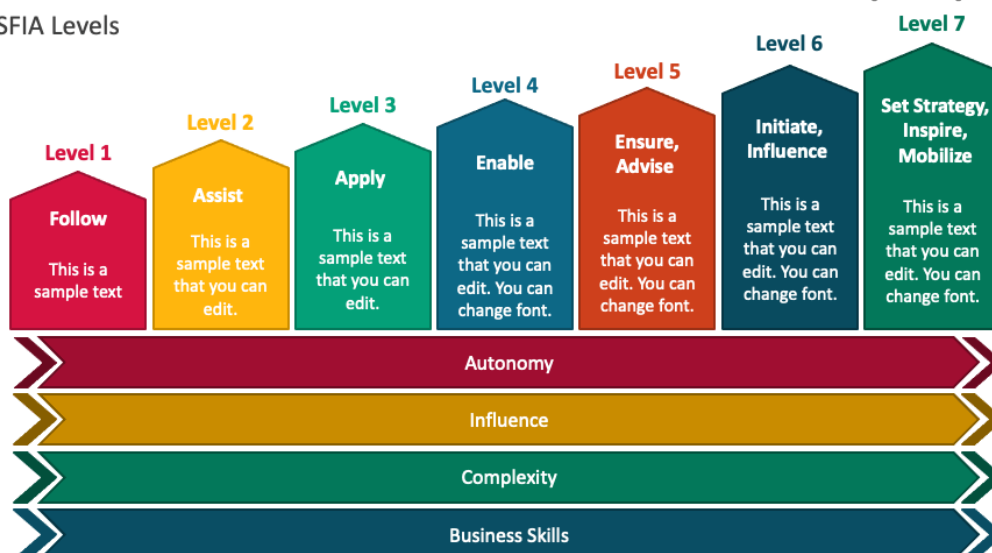 SFIA Levels
Level 1
Follow
This is a
sample text
Level 2
Assist
This is a
sample text
that you can
edit.
Level 3
Apply
This is a
sample text
that you can
edit.
Level 4
Enable
This is a
sample text
that you can
edit. You can
change font.
Level 5
Ensure,
Advise
This is a
sample text
that you can
edit. You can
change font.
Level 6
Initiate,
Influence
This is a
sample text
that you can
edit. You can
change font.
Level 7
Set Strategy,
Inspire,
Mobilize
This is a
sample text
that you can
edit. You can
change font.
Autonomy
Influence
Complexity
Business Skills